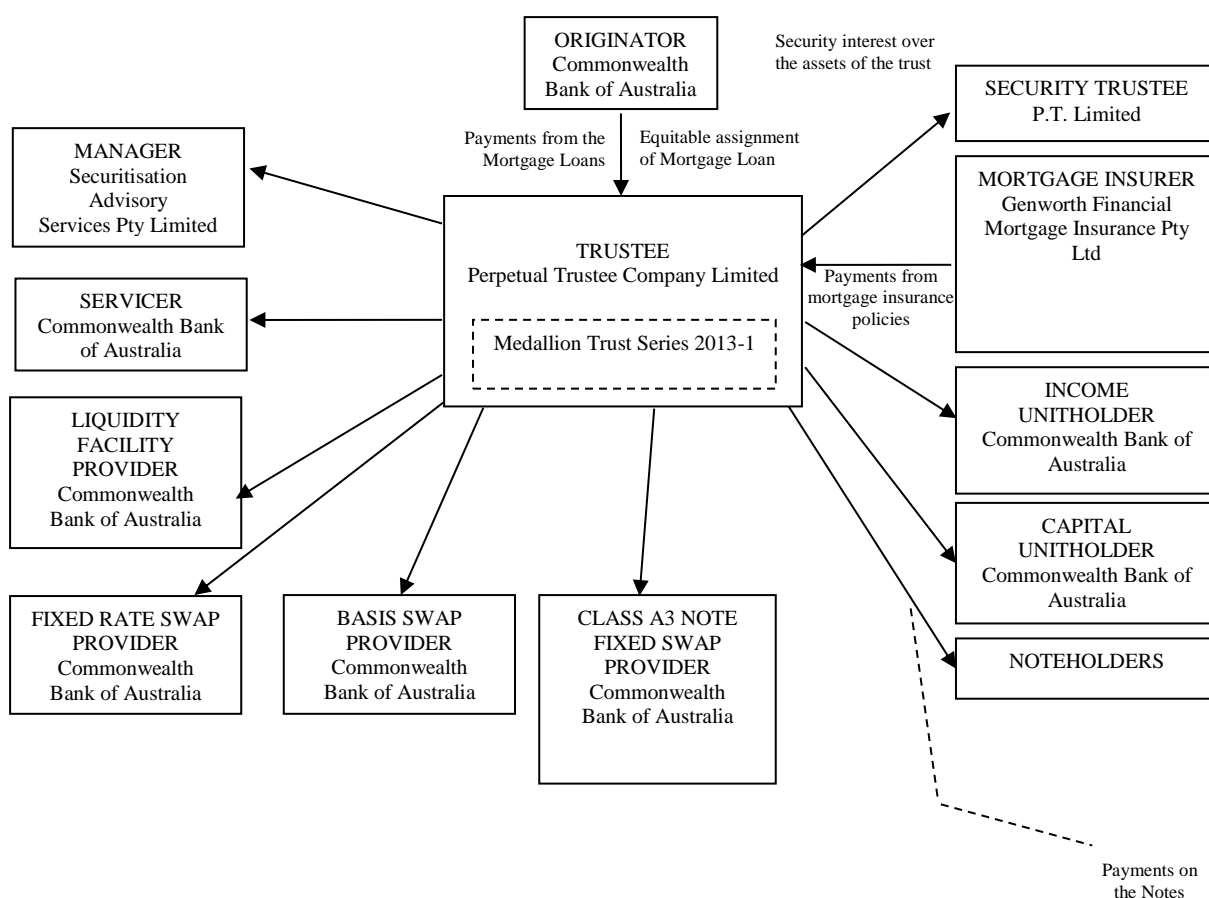 ORIGINATOR
Commonwealth
Bank of Australia
Security interest over
the assets of the trust
SECURITY TRUSTEE
P.T. Limited
Payments from the
Mortgage Loans
Equitable assignment
of Mortgage Loan
MANAGER
Securitisation
Advisory
Services Pty Limited
MORTGAGE INSURER
Genworth Financial
Mortgage Insurance Pty
Ltd
TRUSTEE
Perpetual Trustee Company Limited
Medallion Trust Series 2013-1
Payments from
mortgage insurance
policies
SERVICER
Commonwealth Bank
of Australia
LIQUIDITY
FACILITY
PROVIDER
Commonwealth
Bank of Australia
INCOME
UNITHOLDER
Commonwealth Bank of
Australia
CAPITAL
UNITHOLDER
Commonwealth Bank of
Australia
FIXED RATE SWAP
PROVIDER
Commonwealth
Bank of Australia
BASIS SWAP
PROVIDER
Commonwealth
Bank of Australia
CLASS A3 NOTE
FIXED SWAP
PROVIDER
Commonwealth
Bank of Australia
NOTEHOLDERS
Payments on
the Notes